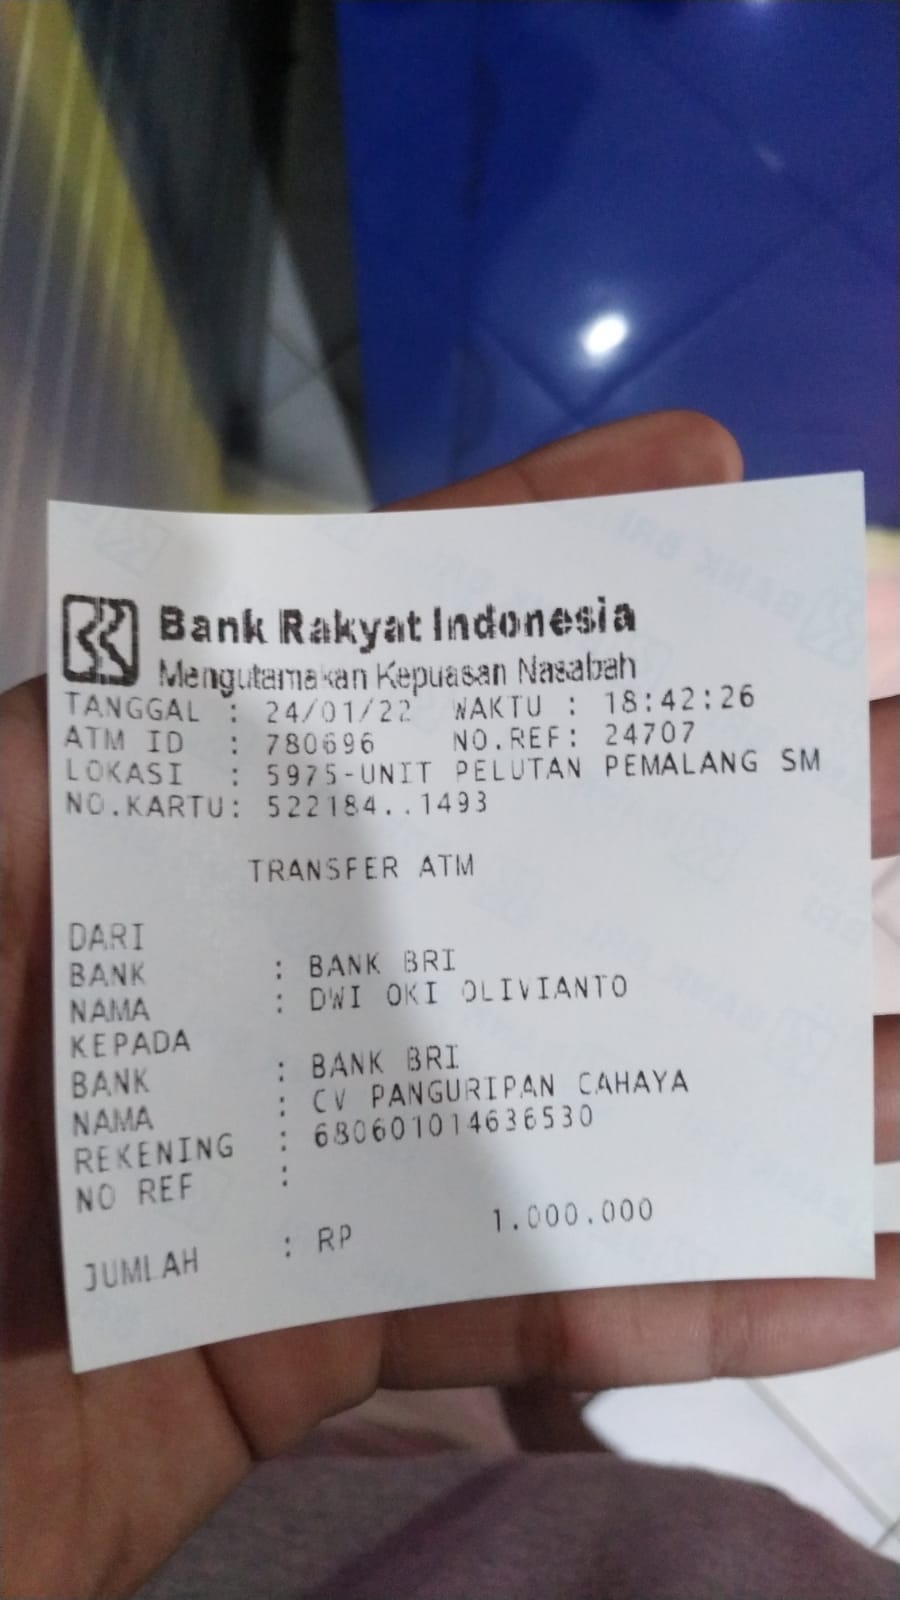 Bank Rakyat Indonesia
Mengutamakan Kepuasan Nasabah
TANGGAL : 24/01/22 WAKTU : 18:42:26
ATM ID : 780696 NO.REF: 24707
LOKASI : 5975-UNIT PELUTAN PEMALANG SM
NO.KARTU: 522184..1493
TRANSFER ATM
DARI
BANK : BANK BRI
NAMA : DWI OKI OLIVIANTO
KEPADA
BANK : BANK BRI
NAMA : CV PANGURIPAN CAHAYA
REKENING : 680601014636530
NO REF :
JUMLAH : RP 1.000.000